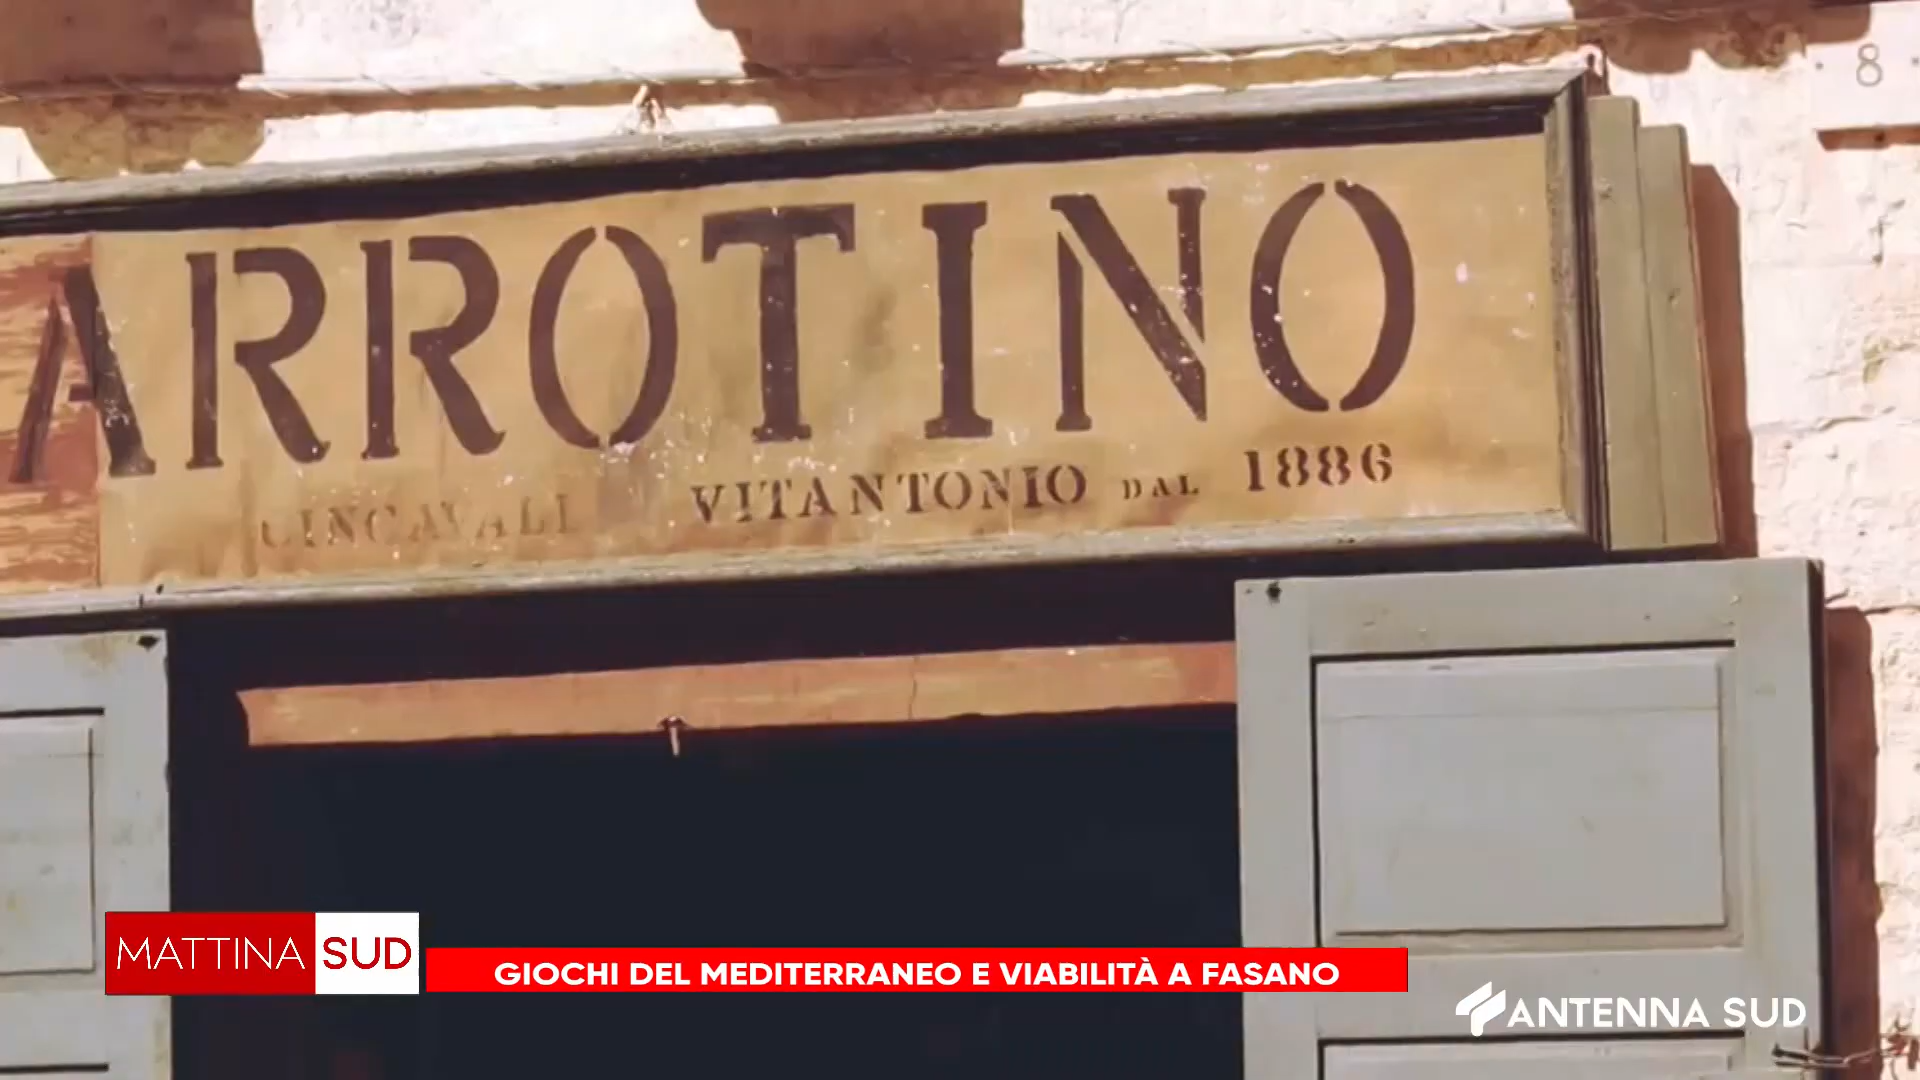 8
ARROTINO
VITANTONIO DAL 1886
MATTINA SUD
GIOCHI DEL MEDITERRANEO E VIABILITÀ A FASANO
ANTENNA SUD